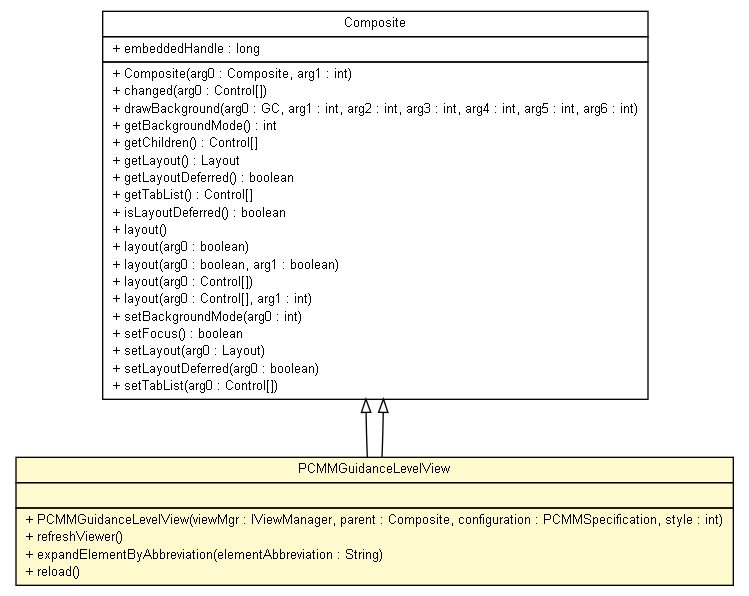 Composite
+ embeddedHandle : long
+ Composite(arg0 : Composite, arg1 : int)
+ changed(arg0 : Control[])
+ drawBackground(arg0 : GC, arg1 : int, arg2 : int, arg3 : int, arg4 : int, arg5 : int, arg6 : int)
+ getBackgroundMode() : int
+ getChildren() : Control[]
+ getLayout() : Layout
+ getLayoutDeferred() : boolean
+ getTabList() : Control[]
+ isLayoutDeferred() : boolean
+ layout()
+ layout(arg0 : boolean)
+ layout(arg0 : boolean, arg1 : boolean)
+ layout(arg0 : Control[])
+ layout(arg0 : Control[], arg1 : int)
+ setBackgroundMode(arg0 : int)
+ setFocus() : boolean
+ setLayout(arg0 : Layout)
+ setLayoutDeferred(arg0 : boolean)
+ setTabList(arg0 : Control[])
PCMMGuidanceLevelView
+ PCMMGuidanceLevelView(viewMgr : IViewManager, parent : Composite, configuration : PCMMSpecification, style : int)
+ refreshViewer()
+ expandElementByAbbreviation(elementAbbreviation : String)
+ reload()